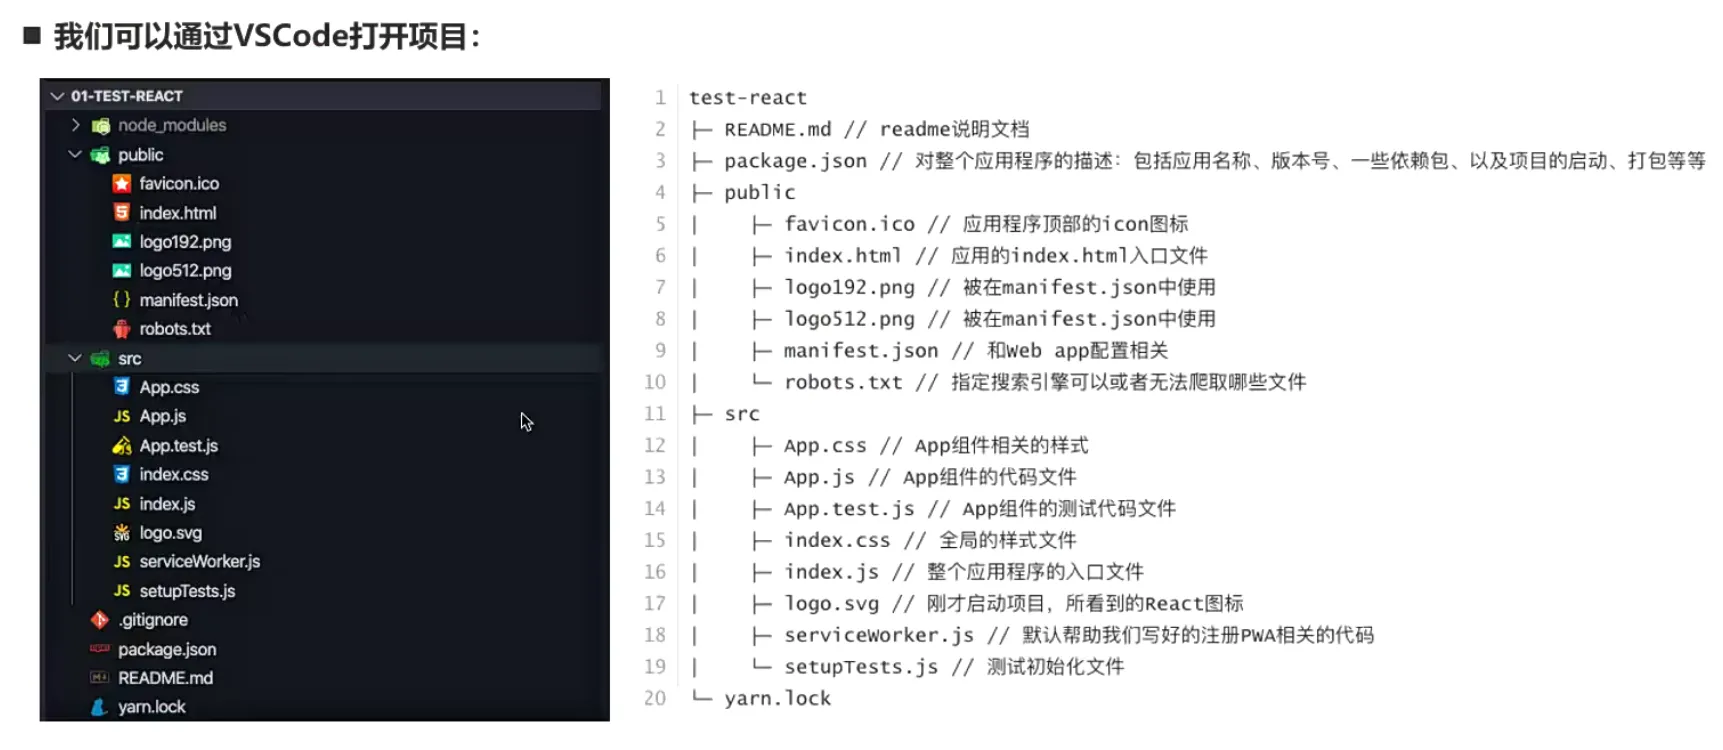 ■ 我们可以通过VSCode打开项目：
01-TEST-REACT
node_modules
public
favicon.ico
index.html
logo192.png
logo512.png
manifest.json
robots.txt
src
App.css
App.js
App.test.js
index.css
index.js
logo.svg
serviceWorker.js
setupTests.js
.gitignore
package.json
README.md
yarn.lock
1 test-react
2 ├─ README.md // readme说明文档
3 ├─ package.json // 对整个应用程序的描述：包括应用名称、版本号、一些依赖包、以及项目的启动、打包等等
4 ├─ public
5 |    ├─ favicon.ico // 应用程序顶部的icon图标
6 |    ├─ index.html // 应用的index.html入口文件
7 |    ├─ logo192.png // 被在manifest.json中使用
8 |    ├─ logo512.png // 被在manifest.json中使用
9 |    ├─ manifest.json // 和Web app配置相关
10 |    └─ robots.txt // 指定搜索引擎可以或者无法爬取哪些文件
11 ├─ src
12 |    ├─ App.css // App组件相关的样式
13 |    ├─ App.js // App组件的代码文件
14 |    ├─ App.test.js // App组件的测试代码文件
15 |    ├─ index.css // 全局的样式文件
16 |    ├─ index.js // 整个应用程序的入口文件
17 |    ├─ logo.svg // 刚才启动项目，所看到的React图标
18 |    ├─ serviceWorker.js // 默认帮助我们写好的注册PWA相关的代码
19 |    └─ setupTests.js // 测试初始化文件
20 └─ yarn.lock